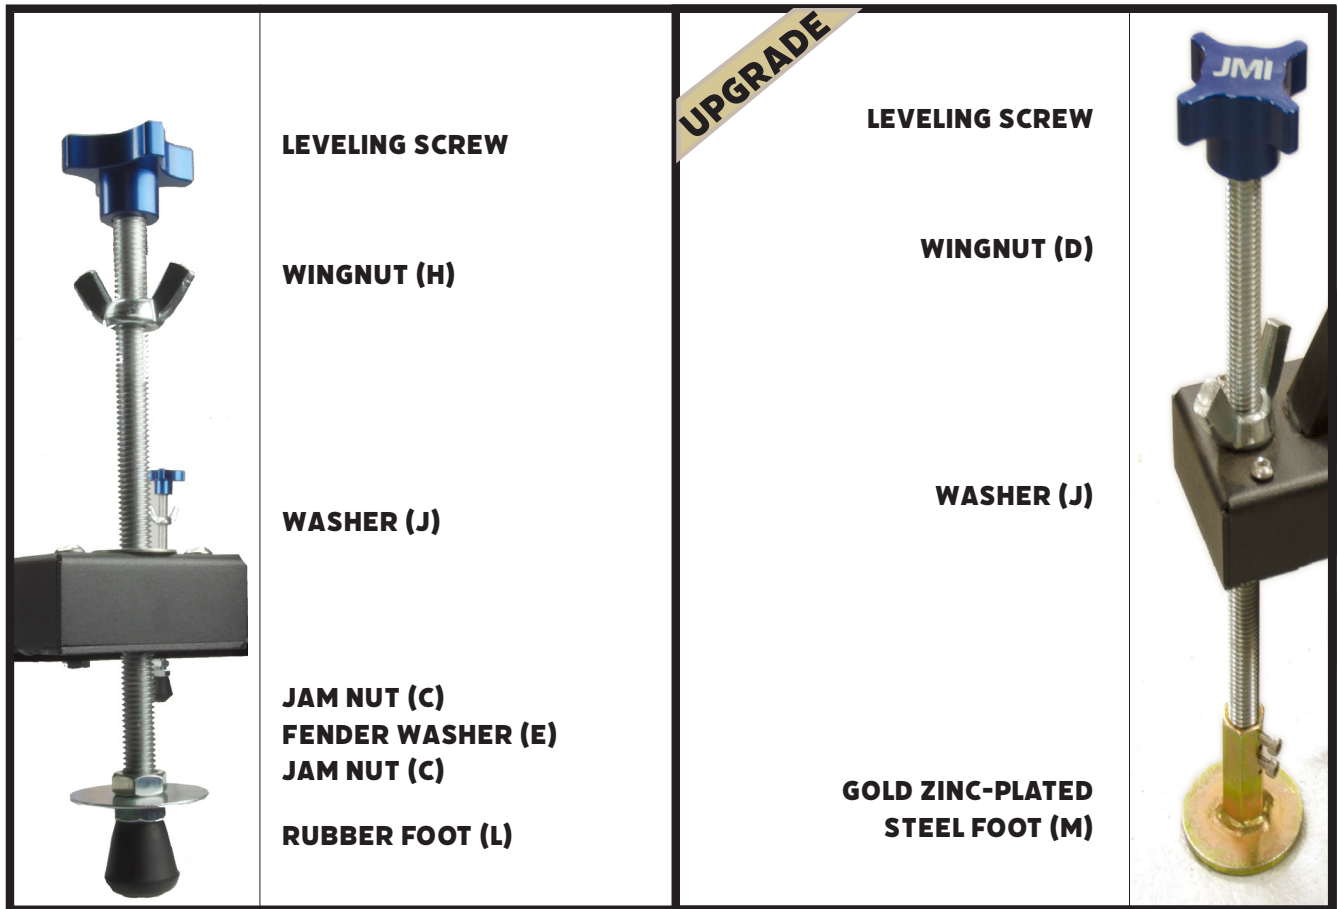 LEVELING SCREW
WINGNUT (H)
WASHER (J)
JAM NUT (C)
FENDER WASHER (E)
JAM NUT (C)
RUBBER FOOT (L)
UPGRADE
LEVELING SCREW
WINGNUT (D)
WASHER (J)
GOLD ZINC-PLATED
STEEL FOOT (M)
JMI